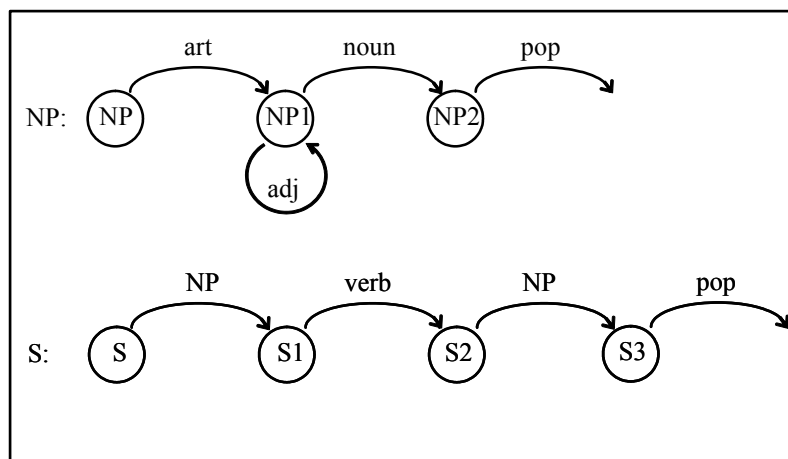 art noun pop
NP: NP NP1 NP2
adj
NP verb NP pop
S: S S1 S2 S3